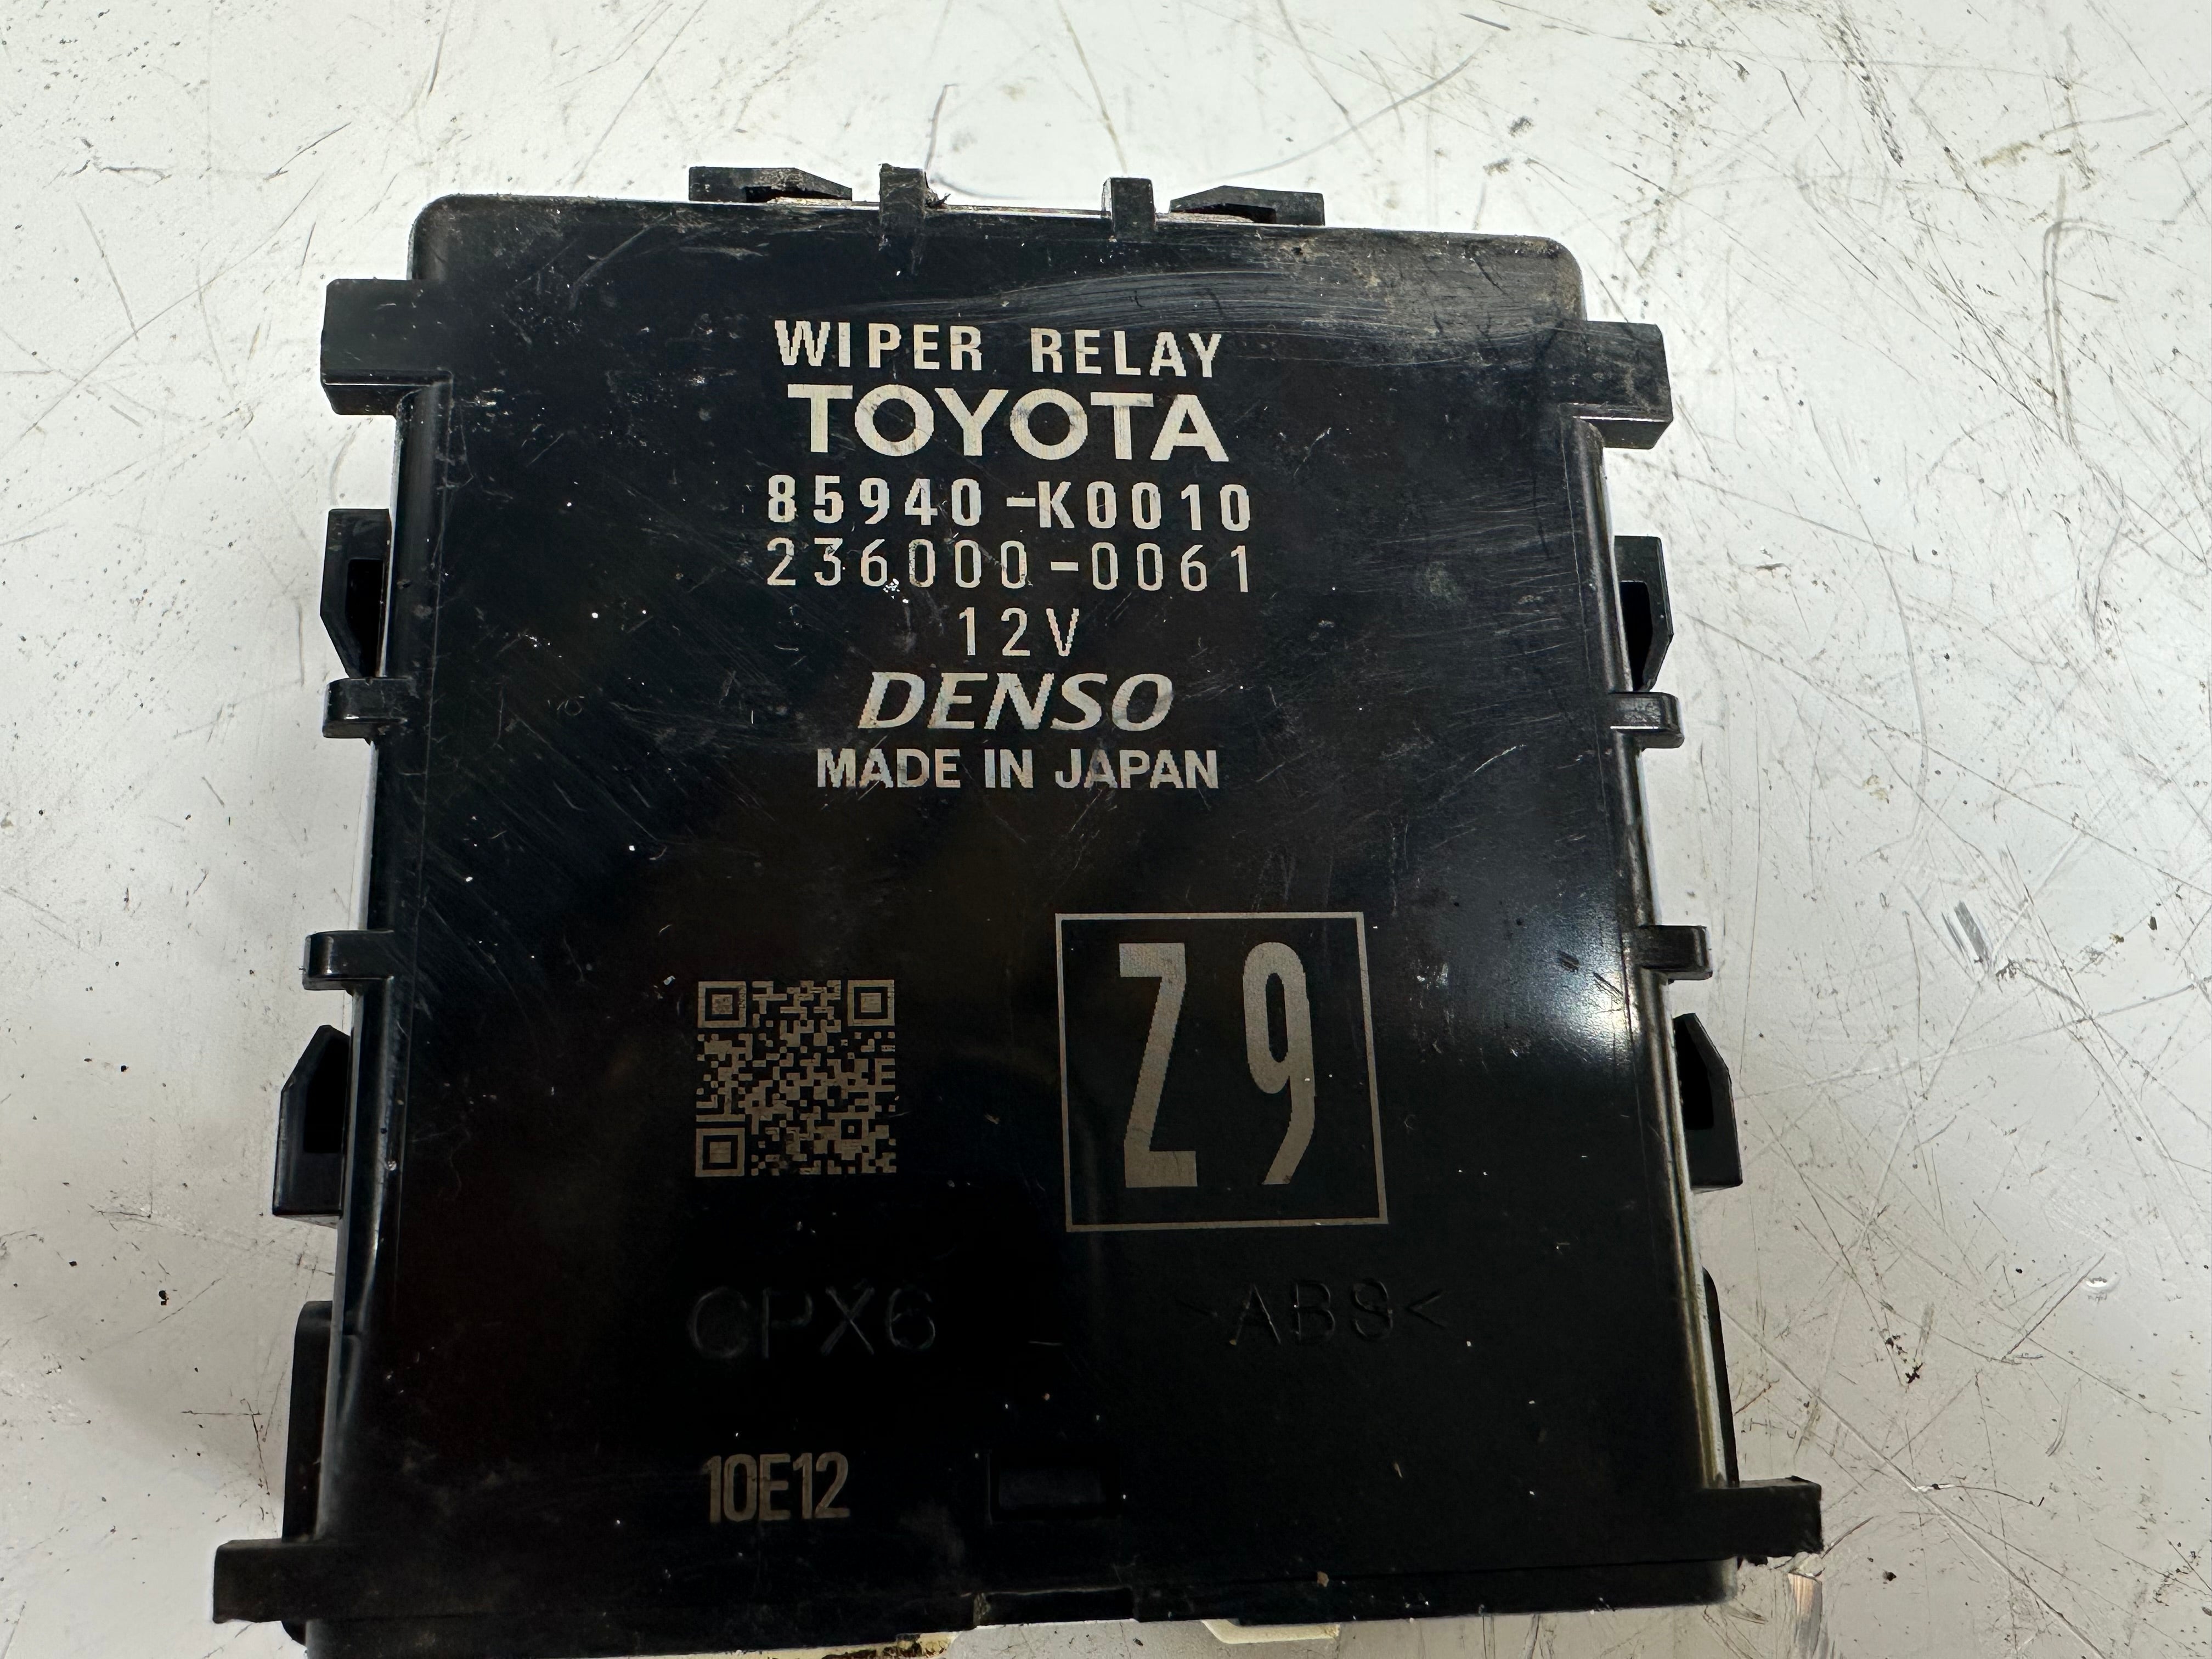 WIPER RELAY
TOYOTA
85940-K0010
236000-0061
12V
DENSO
MADE IN JAPAN
Z9
CPX6
>ABS<
10E12